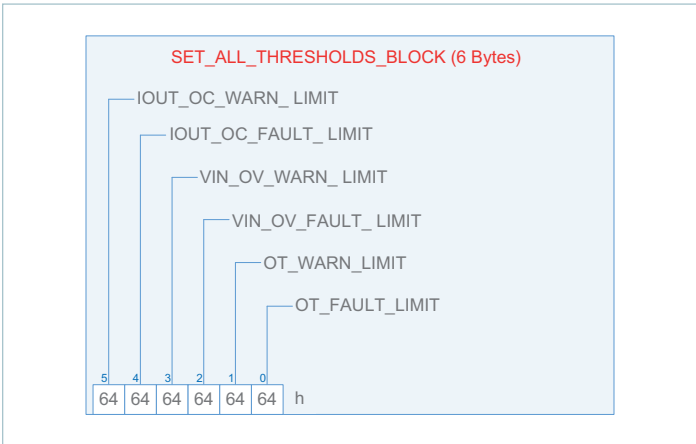 SET_ALL_THRESHOLDS_BLOCK (6 Bytes)
IOUT_OC_WARN_ LIMIT
IOUT_OC_FAULT_ LIMIT
VIN_OV_WARN_ LIMIT
VIN_OV_FAULT_ LIMIT
OT_WARN_LIMIT
OT_FAULT_LIMIT
5 4 3 2 1 0
64 64 64 64 64 64 h